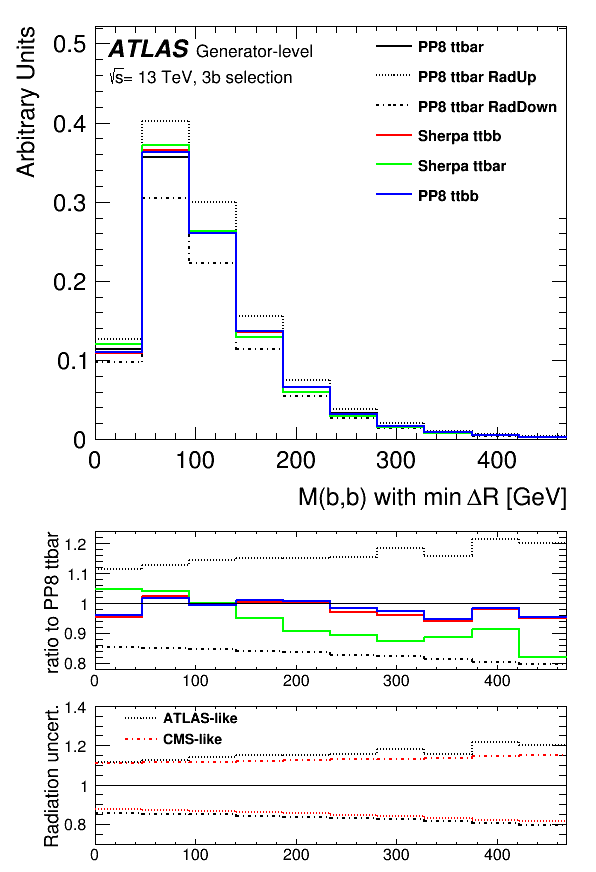 ATLAS Generator-level
√s= 13 TeV, 3b selection
PP8 ttbar
PP8 ttbar RadUp
PP8 ttbar RadDown
Sherpa ttbb
Sherpa ttbar
PP8 ttbb
Arbitrary Units
0.5
0.4
0.3
0.2
0.1
0
0 100 200 300 400
M(b,b) with min ΔR [GeV]
ratio to PP8 ttbar
1.2
1.1
1
0.9
0.8
0 100 200 300 400
Radiation uncert.
1.4
1.2
1
0.8
ATLAS-like
CMS-like
0 100 200 300 400